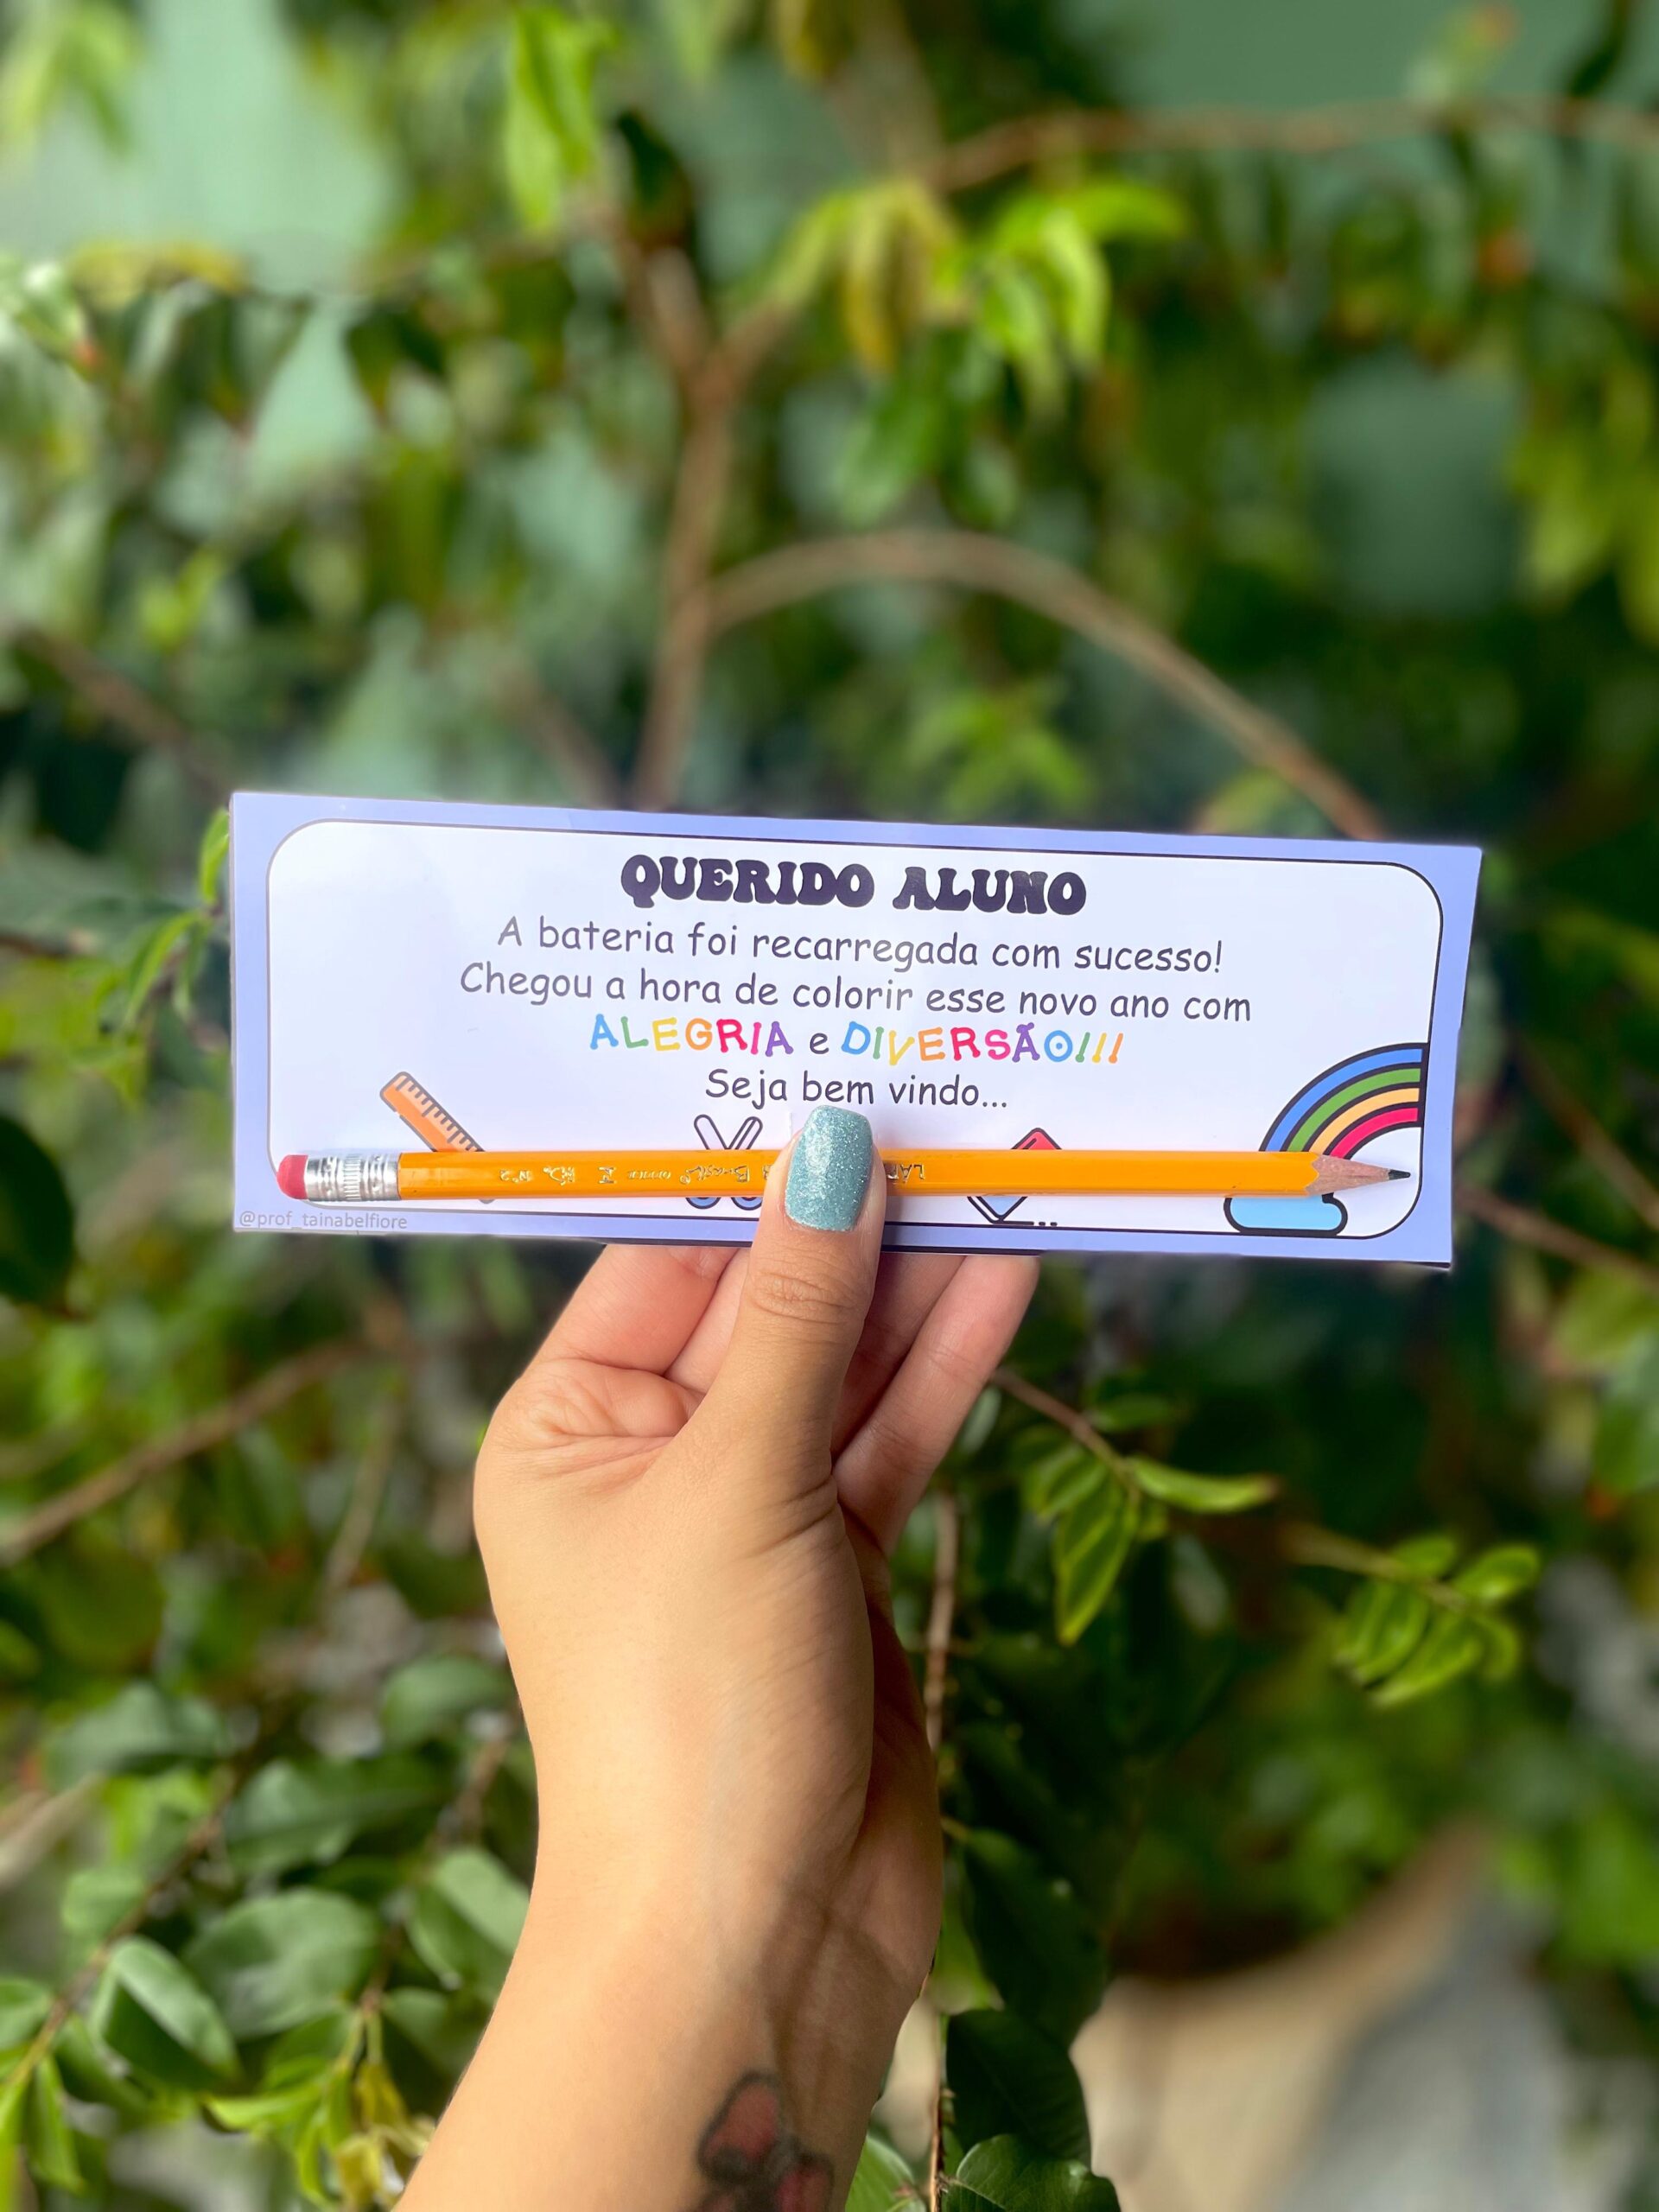 QUERIDO ALUNO
A bateria foi recarregada com sucesso!
Chegou a hora de colorir esse novo ano com
ALEGRIA e DIVERSÃO!!!
Seja bem vindo...
@prof_tainabelfiore